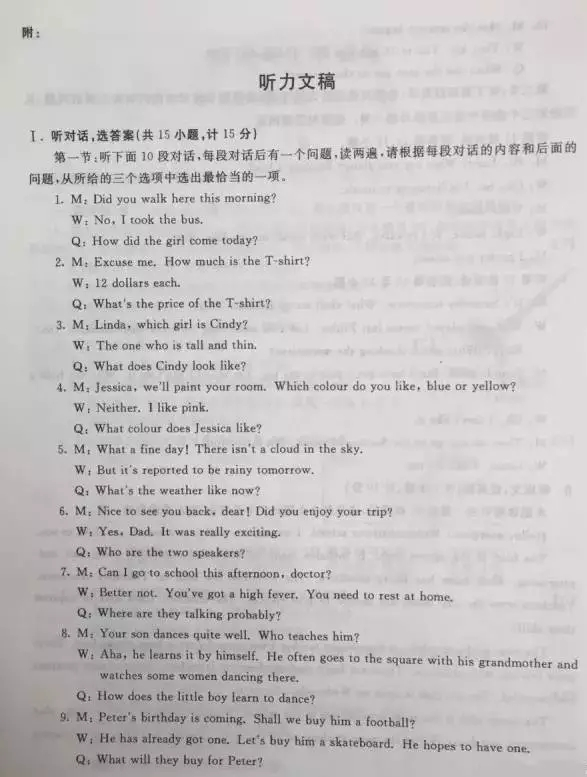 附：
听力文稿
Ⅰ. 听对话,选答案(共 15 小题,计 15 分)
第一节:听下面 10 段对话,每段对话后有一个问题,读两遍,请根据每段对话的内容和后面的
问题,从所给的三个选项中选出最恰当的一项。
1. M: Did you walk here this morning?
W: No, I took the bus.
Q: How did the girl come today?
2. M: Excuse me. How much is the T-shirt?
W: 12 dollars each.
Q: What's the price of the T-shirt?
3. M: Linda, which girl is Cindy?
W: The one who is tall and thin.
Q: What does Cindy look like?
4. M: Jessica, we'll paint your room. Which colour do you like, blue or yellow?
W: Neither. I like pink.
Q: What colour does Jessica like?
5. M: What a fine day! There isn't a cloud in the sky.
W: But it's reported to be rainy tomorrow.
Q: What's the weather like now?
6. M: Nice to see you back, dear! Did you enjoy your trip?
W: Yes, Dad. It was really exciting.
Q: Who are the two speakers?
7. M: Can I go to school this afternoon, doctor?
W: Better not. You've got a high fever. You need to rest at home.
Q: Where are they talking probably?
8. M: Your son dances quite well. Who teaches him?
W: Aha, he learns it by himself. He often goes to the square with his grandmother and
watches some women dancing there.
Q: How does the little boy learn to dance?
9. M: Peter's birthday is coming. Shall we buy him a football?
W: He has already got one. Let's buy him a skateboard. He hopes to have one.
Q: What will they buy for Peter?